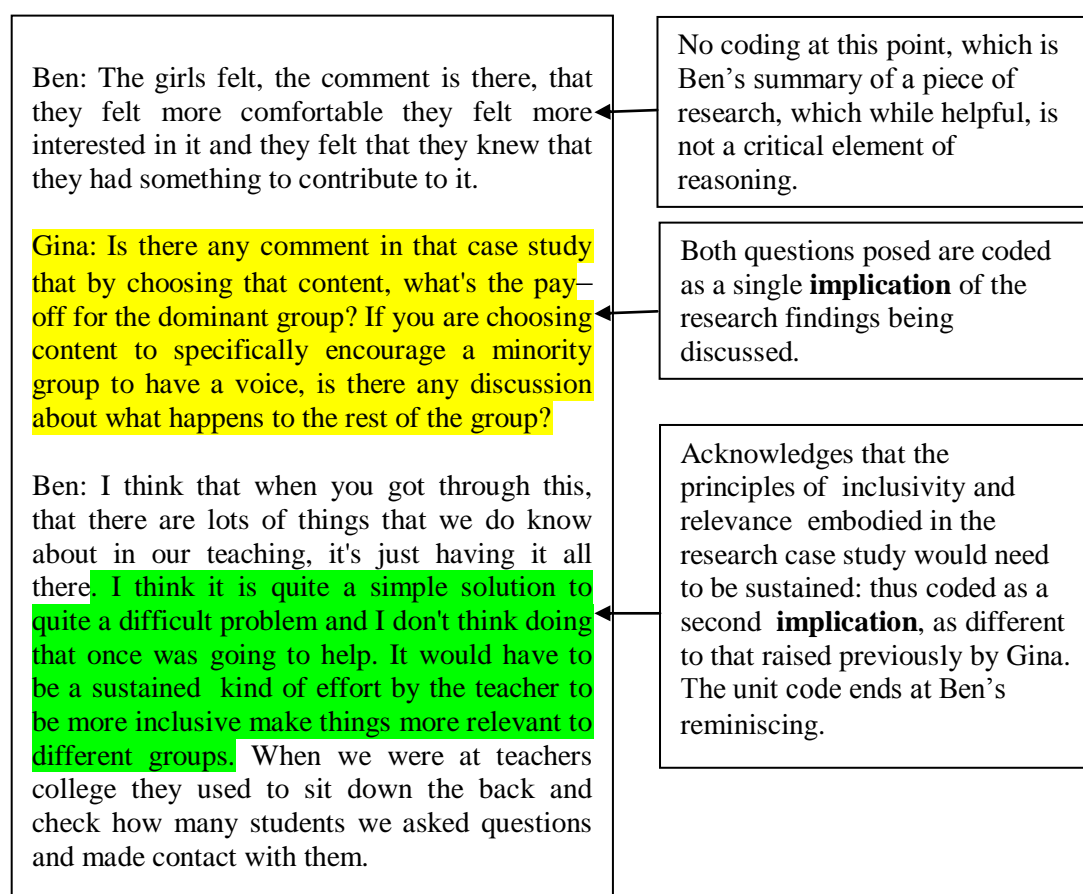 Ben: The girls felt, the comment is there, that
they felt more comfortable they felt more
interested in it and they felt that they knew that
they had something to contribute to it.
Gina: Is there any comment in that case study
that by choosing that content, what's the pay–
off for the dominant group? If you are choosing
content to specifically encourage a minority
group to have a voice, is there any discussion
about what happens to the rest of the group?
Ben: I think that when you got through this,
that there are lots of things that we do know
about in our teaching, it's just having it all
there. I think it is quite a simple solution to
quite a difficult problem and I don't think doing
that once was going to help. It would have to
be a sustained kind of effort by the teacher to
be more inclusive make things more relevant to
different groups. When we were at teachers
college they used to sit down the back and
check how many students we asked questions
and made contact with them.
No coding at this point, which is
Ben’s summary of a piece of
research, which while helpful, is
not a critical element of
reasoning.
Both questions posed are coded
as a single implication of the
research findings being
discussed.
Acknowledges that the
principles of inclusivity and
relevance embodied in the
research case study would need
to be sustained: thus coded as a
second implication, as different
to that raised previously by Gina.
The unit code ends at Ben’s
reminiscing.